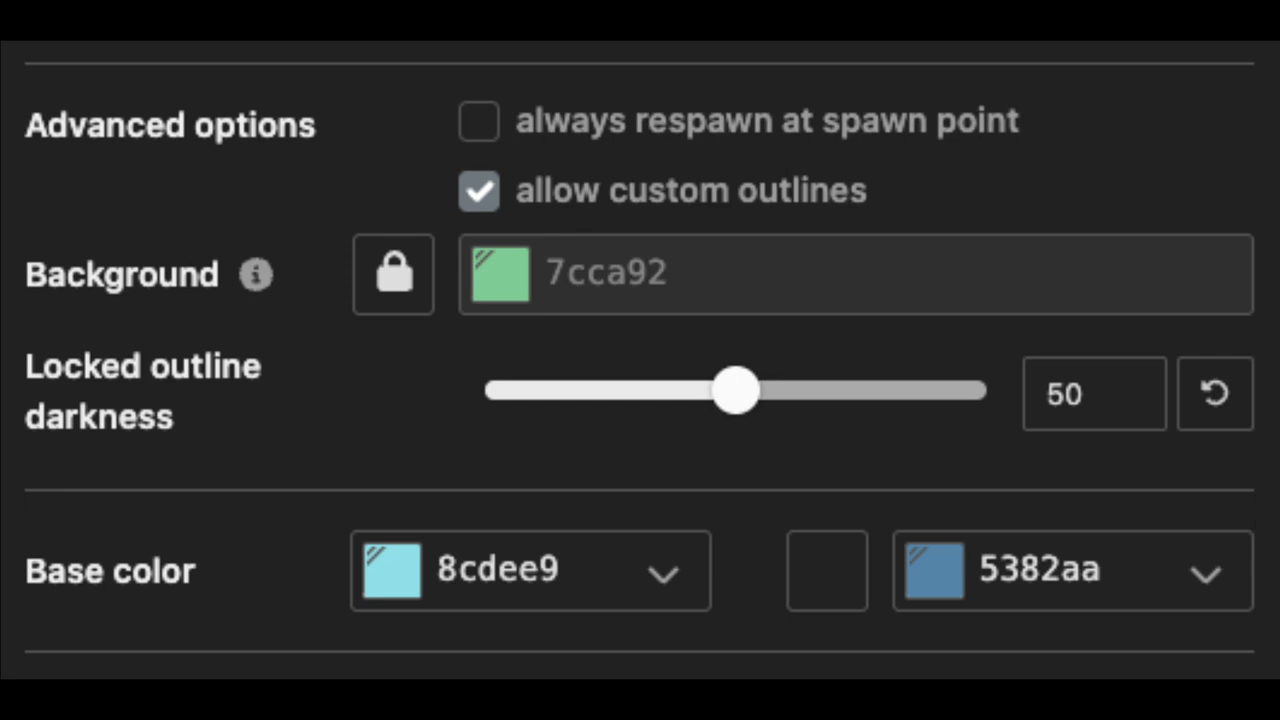 Advanced options
always respawn at spawn point
allow custom outlines
Background
7cca92
Locked outline
darkness
50
Base color
8cdee9
5382aa